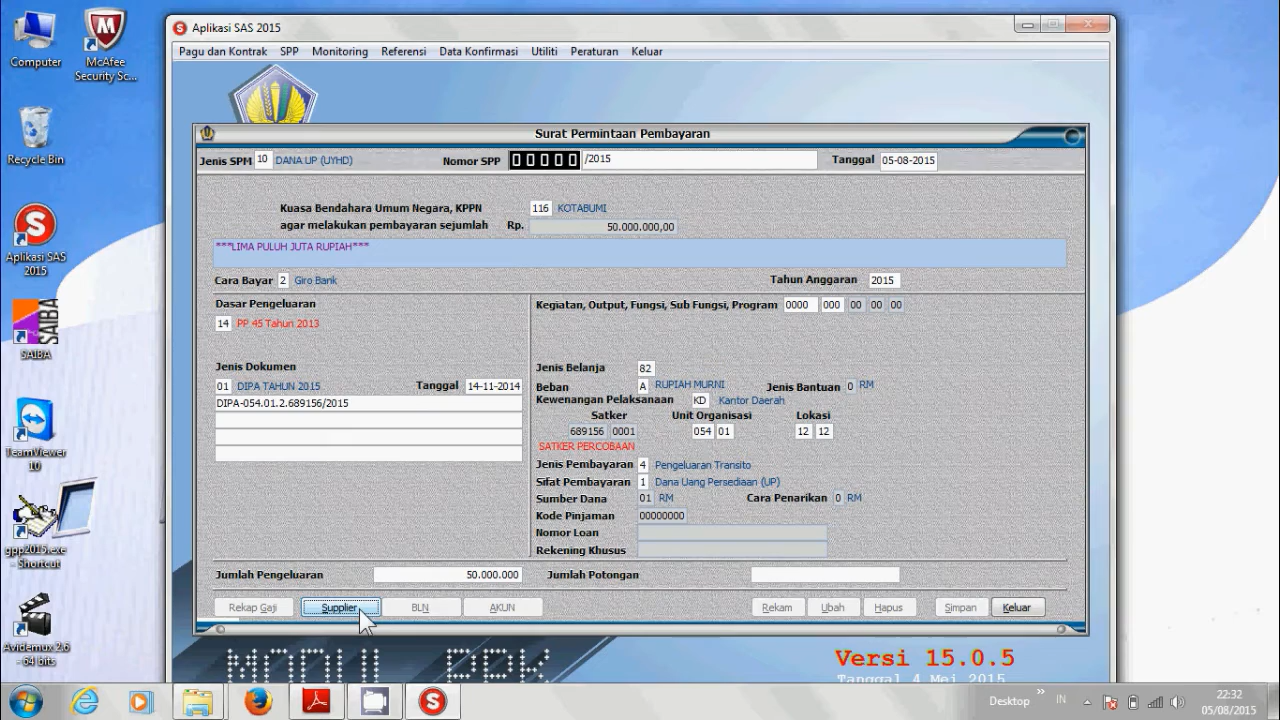 Computer
McAfee
Security Sc...
Recycle Bin
Aplikasi SAS
2015
SAIBA
SAIBA
TeamViewer
10
gpp2015.exe
- Shortcut
Avidemux 2.6
- 64 bits
Aplikasi SAS 2015
Pagu dan Kontrak SPP Monitoring Referensi Data Konfirmasi Utiliti Peraturan Keluar
Surat Permintaan Pembayaran
Jenis SPM 10 DANA UP (UYHD) Nomor SPP 00000 /2015 Tanggal 05-08-2015
Kuasa Bendahara Umum Negara, KPPN 116 KOTABUMI
agar melakukan pembayaran sejumlah Rp. 50.000.000,00
***LIMA PULUH JUTA RUPIAH***
Cara Bayar 2 Giro Bank Tahun Anggaran 2015
Dasar Pengeluaran
14 PP 45 Tahun 2013
Jenis Dokumen
01 DIPA TAHUN 2015 Tanggal 14-11-2014
DIPA-054.01.2.689156/2015
Kegiatan, Output, Fungsi, Sub Fungsi, Program 0000 000 00 00 00
Jenis Belanja 82
Beban A RUPIAH MURNI Jenis Bantuan 0 RM
Kewenangan Pelaksanaan KD Kantor Daerah
Satker Unit Organisasi Lokasi
689156 0001 054 01 12 12
SATKER PERCOBAAN
Jenis Pembayaran 4 Pengeluaran Transito
Sifat Pembayaran 1 Dana Uang Persediaan (UP)
Sumber Dana 01 RM Cara Penarikan 0 RM
Kode Pinjaman 00000000
Nomor Loan
Rekening Khusus
Jumlah Pengeluaran 50.000.000 Jumlah Potongan
Rekap Gaji Supplier BLN AKUN Rekam Ubah Hapus Simpan Keluar
MODUL PPK
Versi 15.0.5
Tanggal 4 Mei 2015
Desktop IN 22:32
05/08/2015